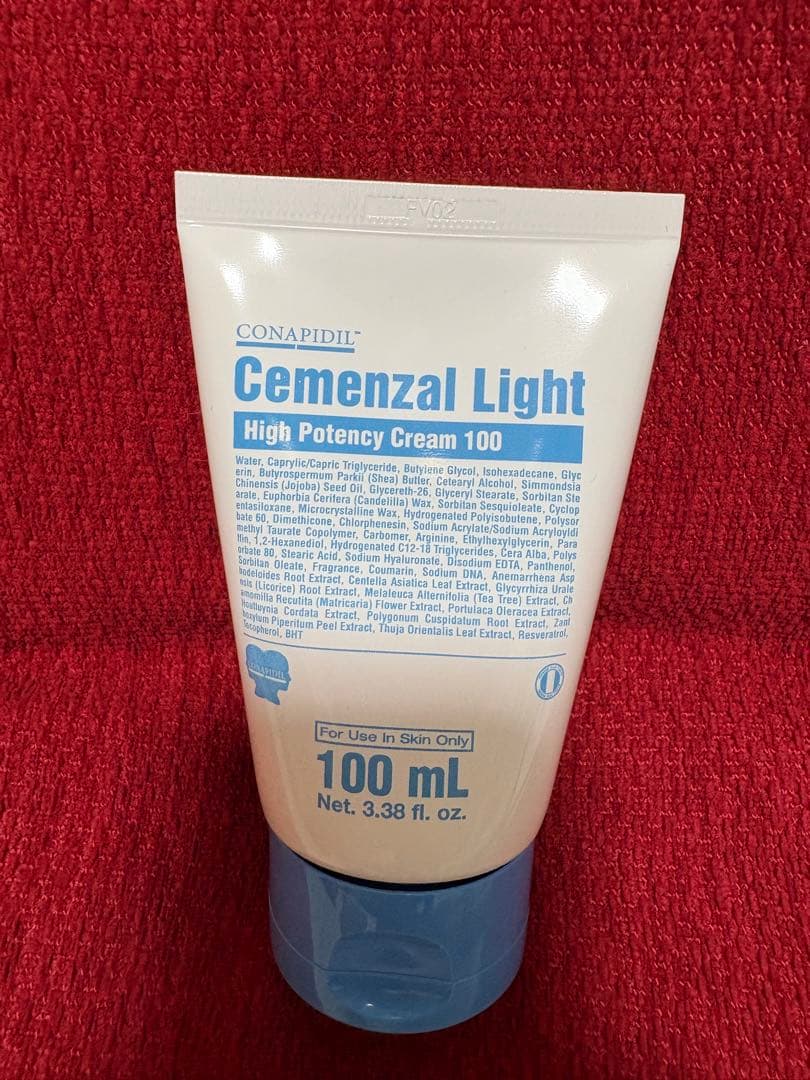 FV02
CONAPIDIL™
Cemenzal Light
High Potency Cream 100
Water, Caprylic/Capric Triglyceride, Butylene Glycol, Isohexadecane, Glyc
erin, Butyrospermum Parkii (Shea) Butter, Cetearyl Alcohol, Simmondsia
Chinensis (Jojoba) Seed Oil, Glycereth-26, Glyceryl Stearate, Sorbitan Ste
arate, Euphorbia Cerifera (Candelilla) Wax, Sorbitan Sesquioleate, Cyclop
entasiloxane, Microcrystalline Wax, Hydrogenated Polyisobutene, Polysor
bate 60, Dimethicone, Chlorphenesin, Sodium Acrylate/Sodium Acryloyldi
methyl Taurate Copolymer, Carbomer, Arginine, Ethylhexylglycerin, Para
ffin, 1,2-Hexanediol, Hydrogenated C12-18 Triglycerides, Cera Alba, Polys
orbate 80, Stearic Acid, Sodium Hyaluronate, Disodium EDTA, Panthenol,
Sorbitan Oleate, Fragrance, Coumarin, Sodium DNA, Anemarrhena Asp
hodeloides Root Extract, Centella Asiatica Leaf Extract, Glycyrrhiza Urale
nsis (Licorice) Root Extract, Melaleuca Alternifolia (Tea Tree) Extract, Ch
amomilla Recutita (Matricaria) Flower Extract, Portulaca Oleracea Extract,
Houttuynia Cordata Extract, Polygonum Cuspidatum Root Extract, Zant
hoxylum Piperitum Peel Extract, Thuja Orientalis Leaf Extract, Resveratrol,
Tocopherol, BHT
CONAPIDIL
For Use In Skin Only
100 mL
Net. 3.38 fl. oz.